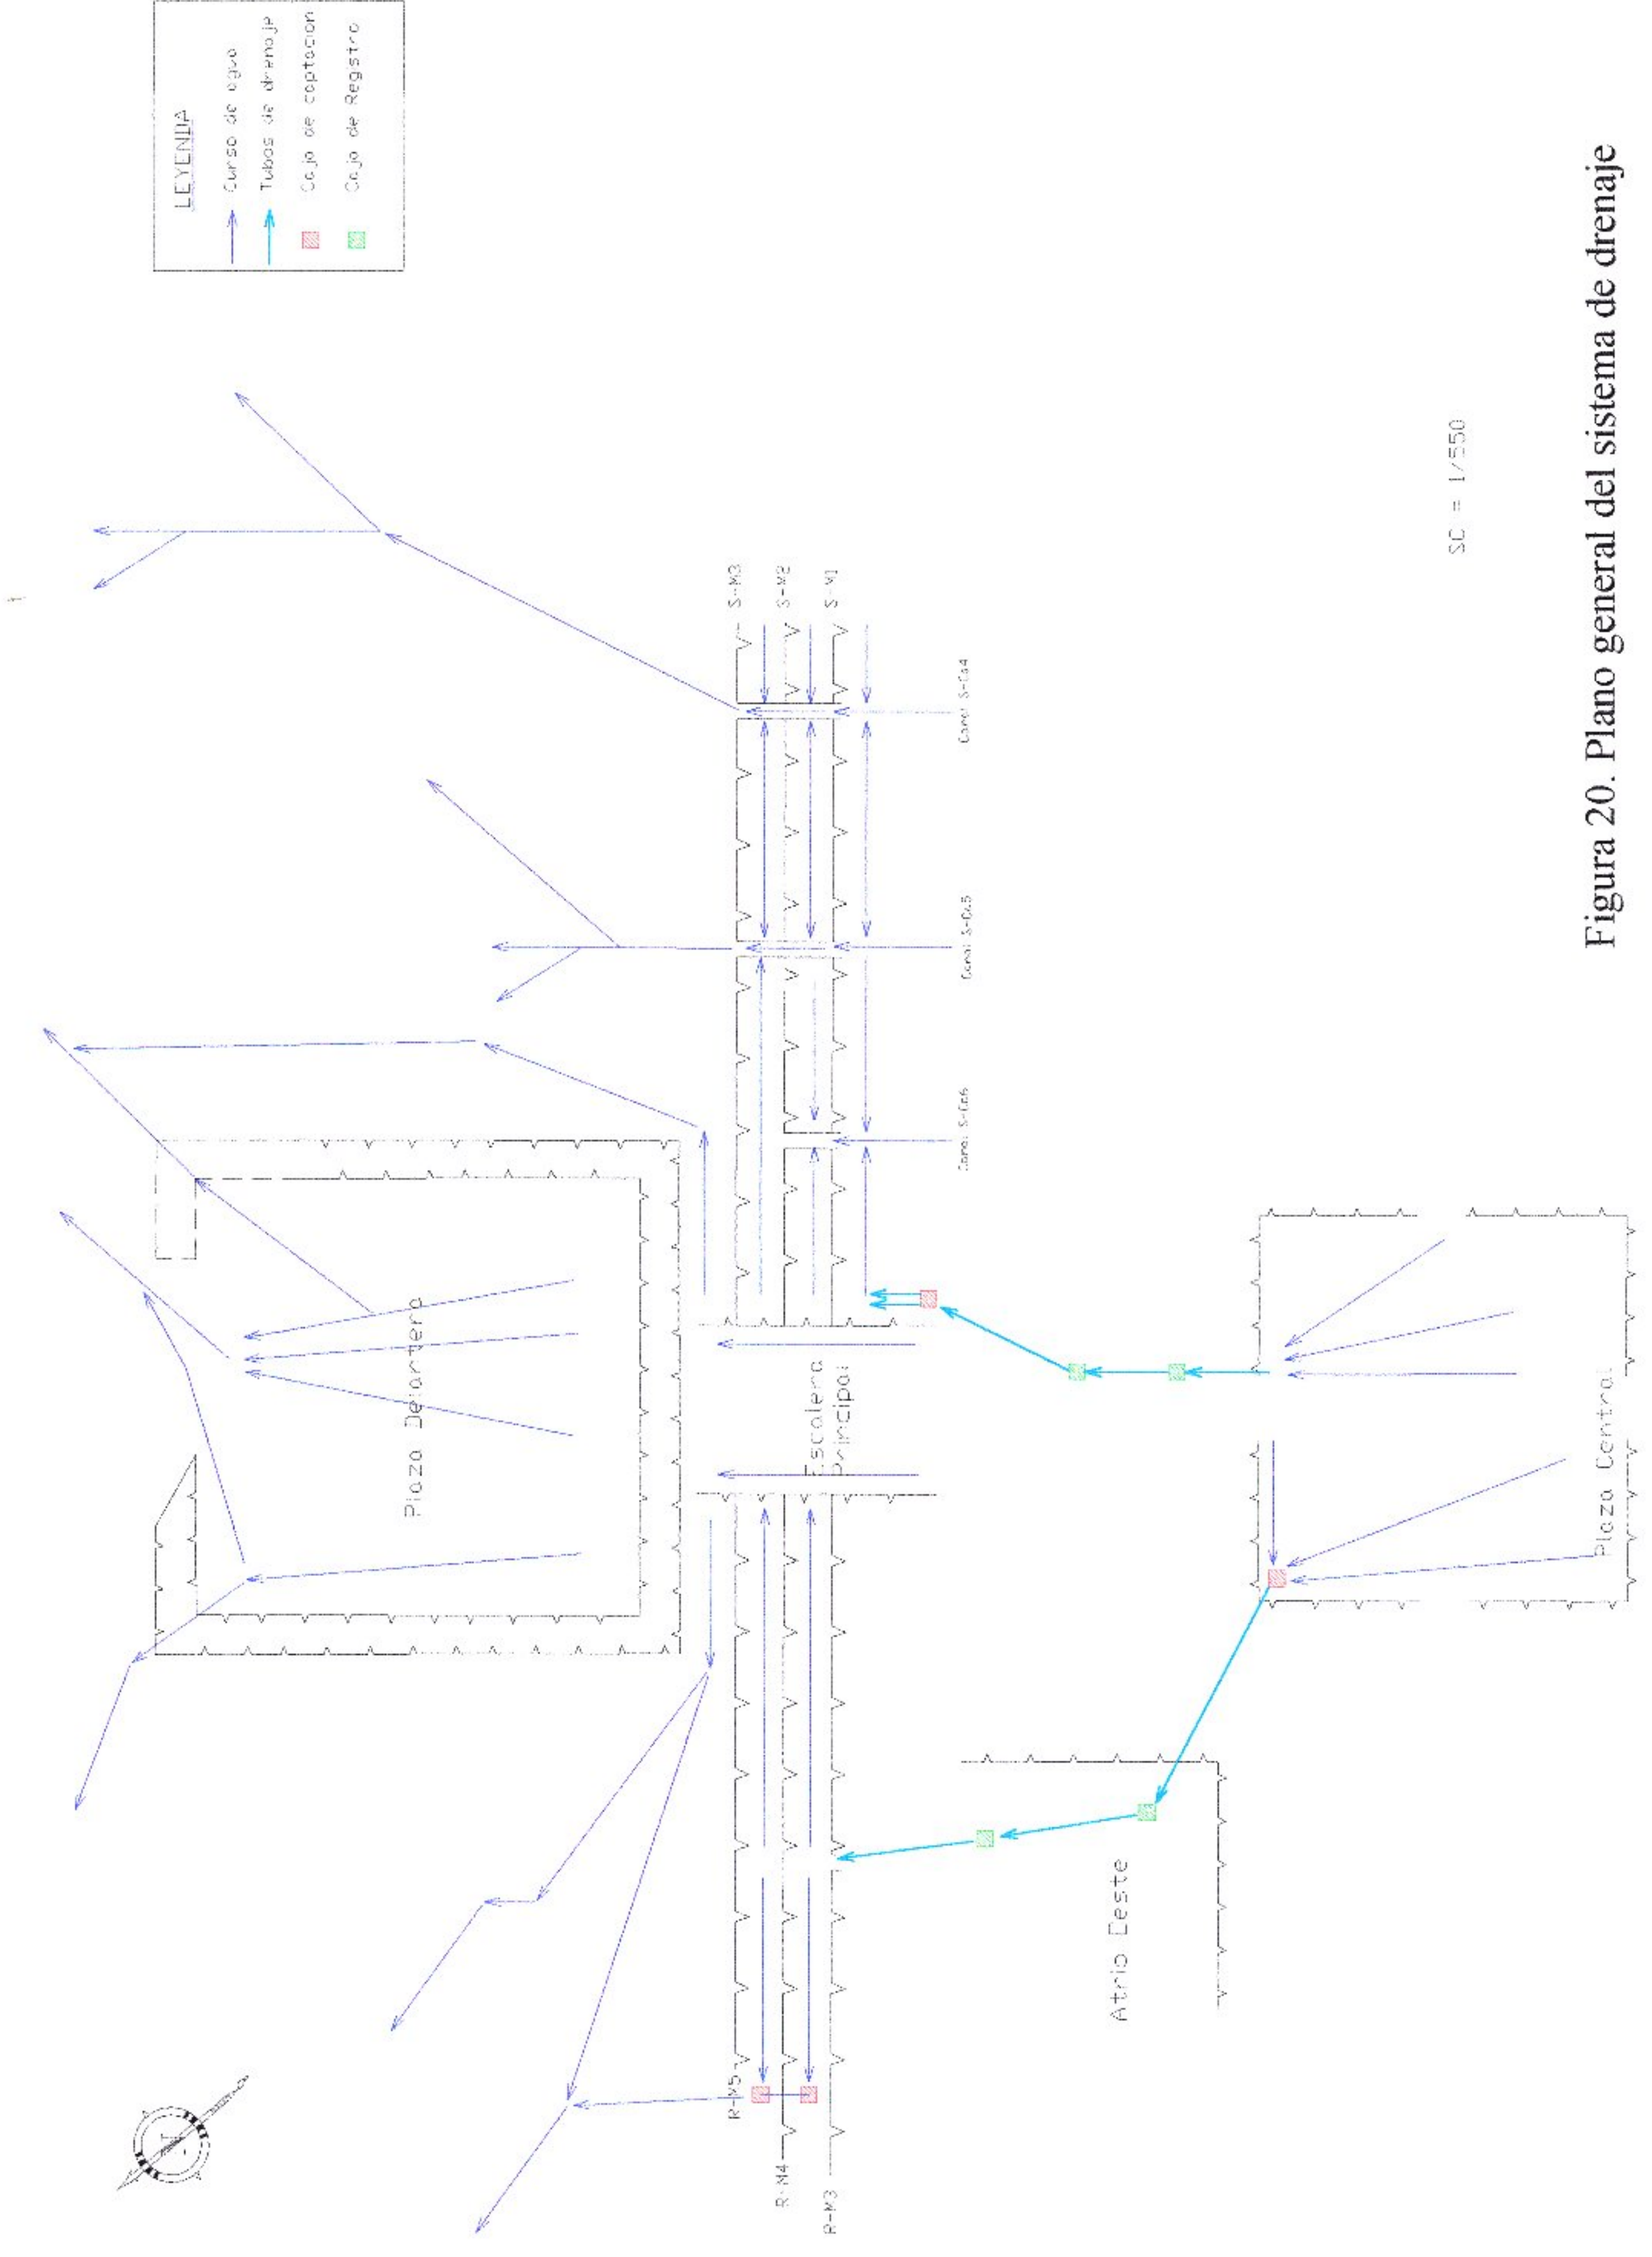 LEYENDA
Curso de agua
Tubos de drenaje
Caja de captacion
Caja de Registro
Plaza Delantera
S-M3
S-M2
S-M1
Canal S-Ca4
Canal S-Ca5
Canal S-Ca6
Escalera
Principal
Plaza Central
Atrio Oeste
R-M5
R-M4
R-M3
N
SC = 1/550
Figura 20. Plano general del sistema de drenaje